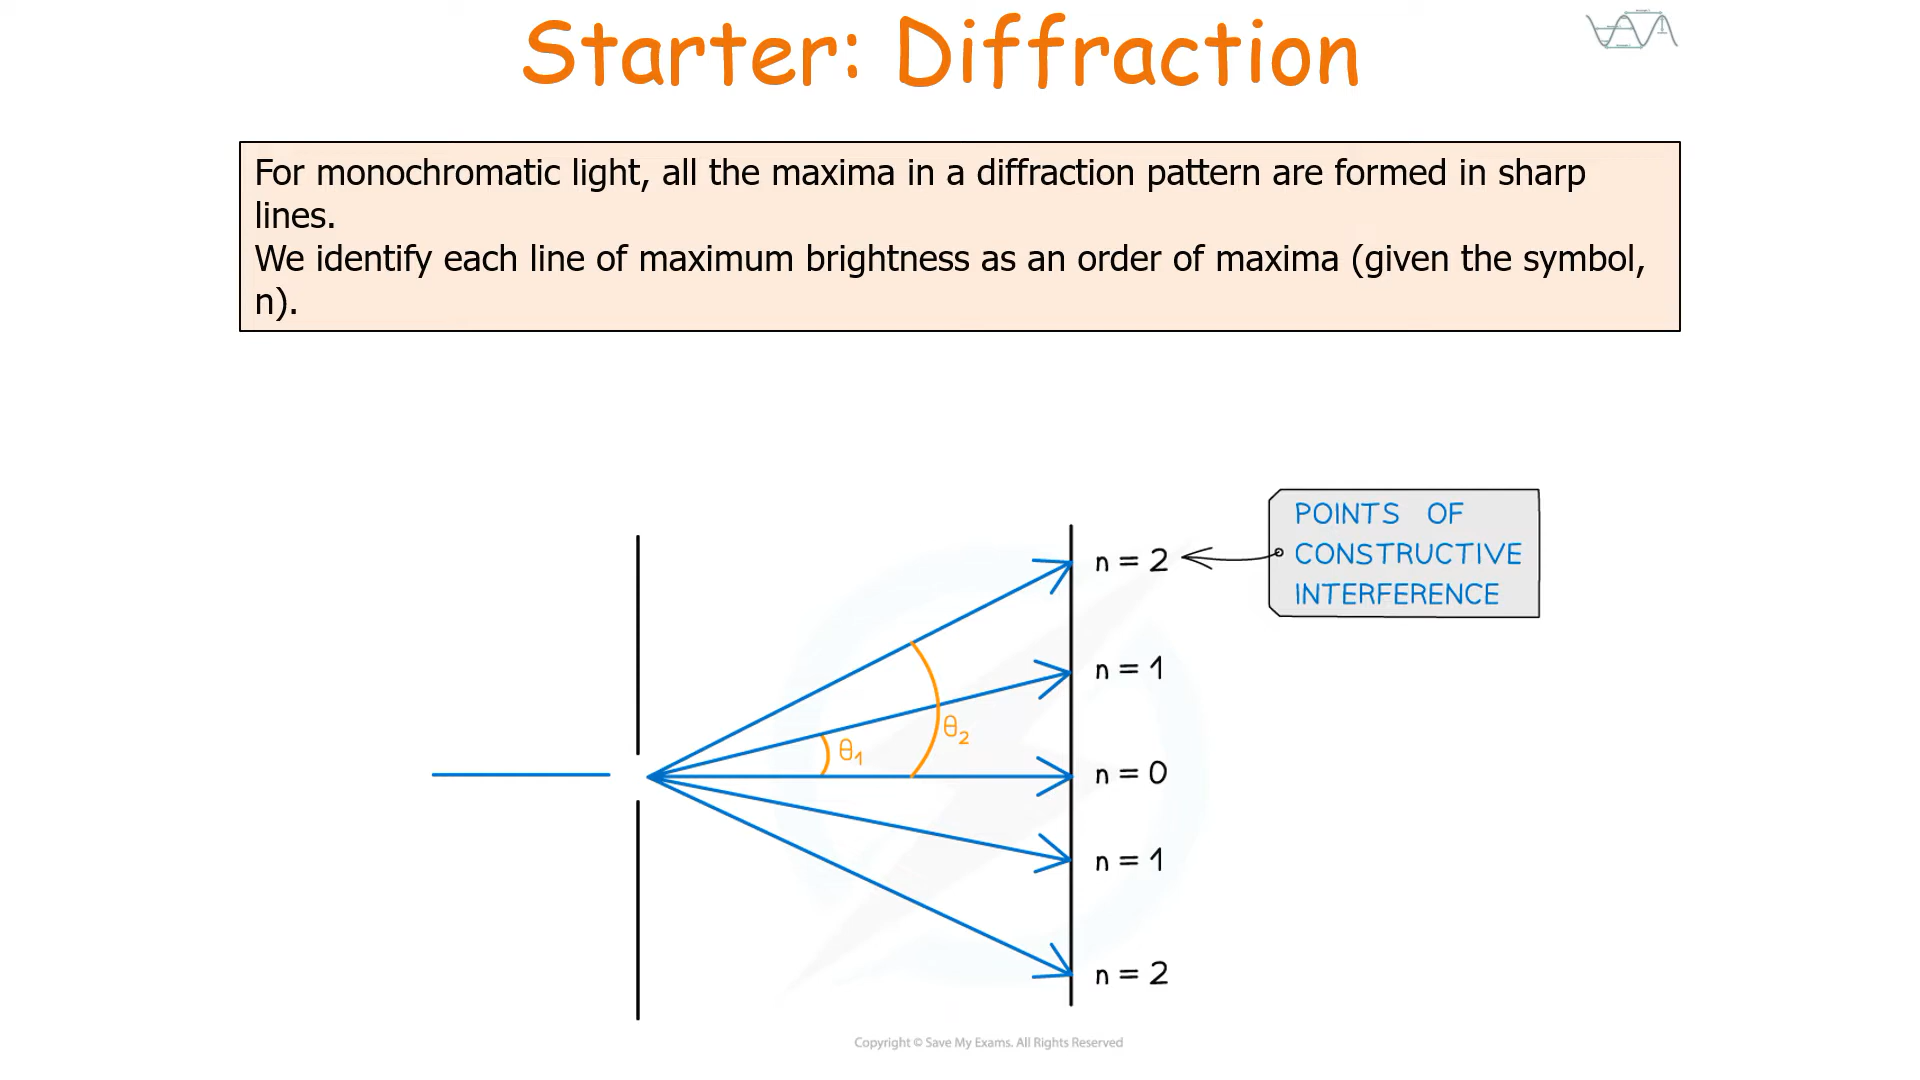 Starter: Diffraction
For monochromatic light, all the maxima in a diffraction pattern are formed in sharp
lines.
We identify each line of maximum brightness as an order of maxima (given the symbol,
n).
POINTS OF
CONSTRUCTIVE
INTERFERENCE
n = 2
n = 1
θ2
θ1
n = 0
n = 1
n = 2
Copyright © Save My Exams. All Rights Reserved